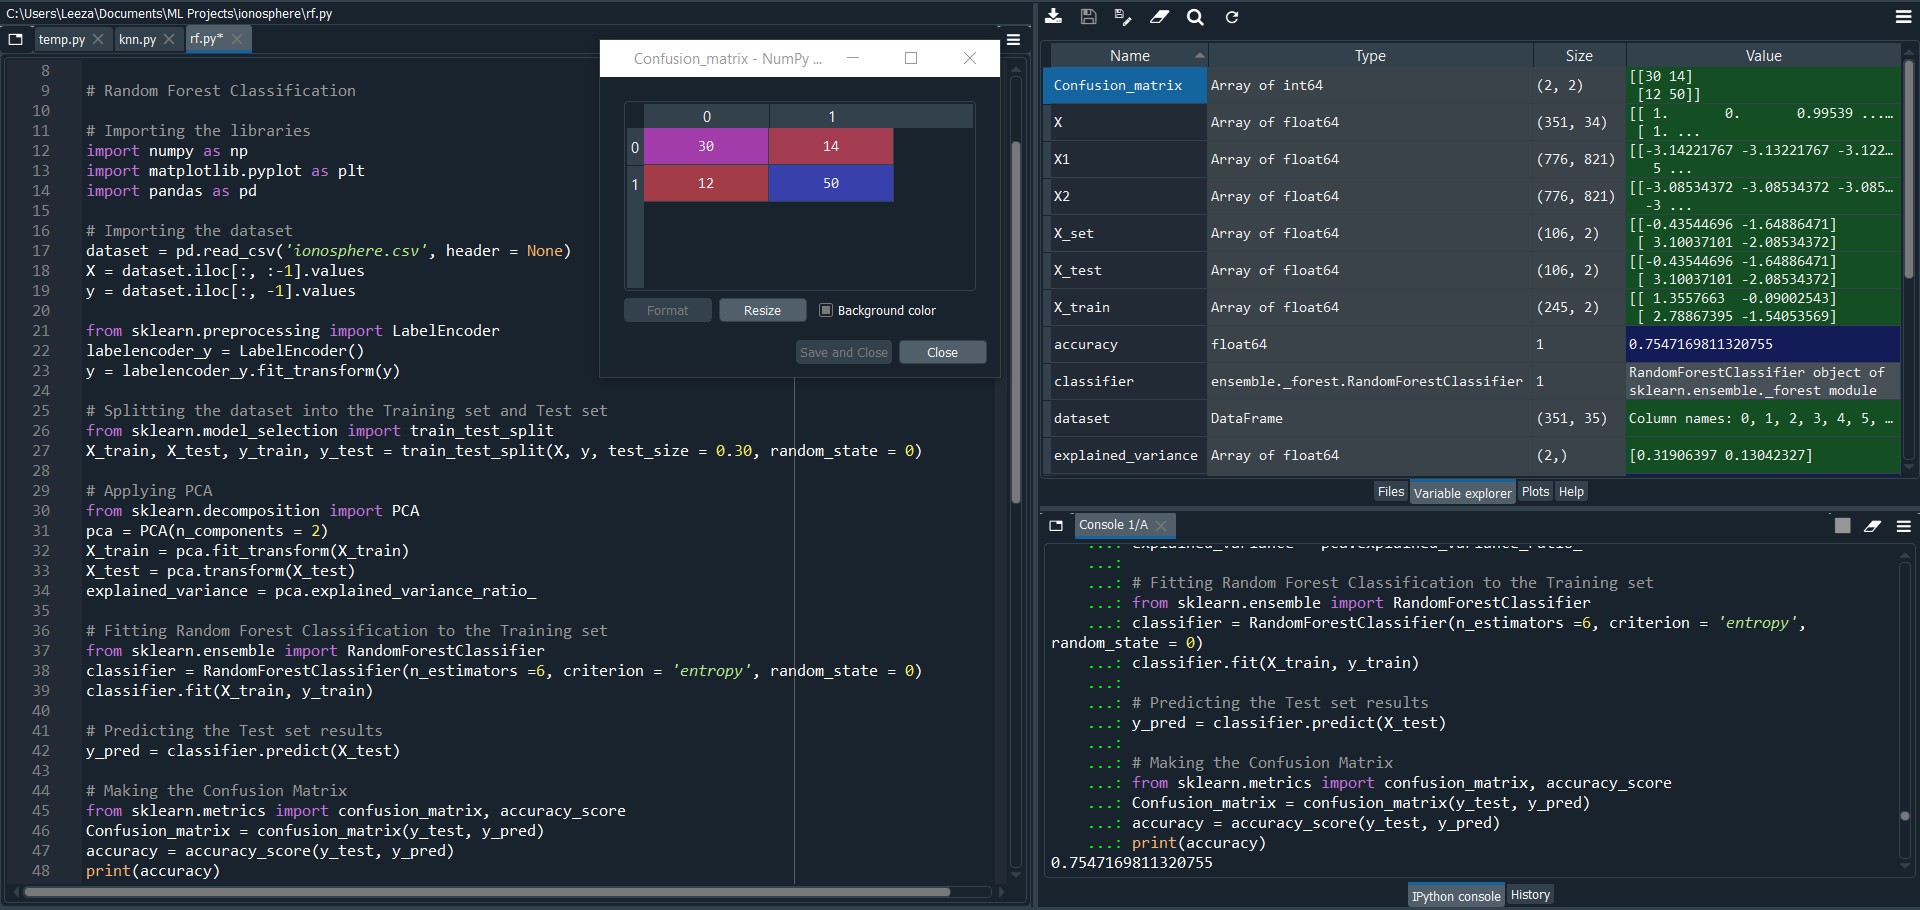 C:\Users\Leeza\Documents\ML Projects\ionosphere\rf.py
temp.py
knn.py
rf.py*
8
9 # Random Forest Classification
10
11 # Importing the libraries
12 import numpy as np
13 import matplotlib.pyplot as plt
14 import pandas as pd
15
16 # Importing the dataset
17 dataset = pd.read_csv('ionosphere.csv', header = None)
18 X = dataset.iloc[:, :-1].values
19 y = dataset.iloc[:, -1].values
20
21 from sklearn.preprocessing import LabelEncoder
22 labelencoder_y = LabelEncoder()
23 y = labelencoder_y.fit_transform(y)
24
25 # Splitting the dataset into the Training set and Test set
26 from sklearn.model_selection import train_test_split
27 X_train, X_test, y_train, y_test = train_test_split(X, y, test_size = 0.30, random_state = 0)
28
29 # Applying PCA
30 from sklearn.decomposition import PCA
31 pca = PCA(n_components = 2)
32 X_train = pca.fit_transform(X_train)
33 X_test = pca.transform(X_test)
34 explained_variance = pca.explained_variance_ratio_
35
36 # Fitting Random Forest Classification to the Training set
37 from sklearn.ensemble import RandomForestClassifier
38 classifier = RandomForestClassifier(n_estimators =6, criterion = 'entropy', random_state = 0)
39 classifier.fit(X_train, y_train)
40
41 # Predicting the Test set results
42 y_pred = classifier.predict(X_test)
43
44 # Making the Confusion Matrix
45 from sklearn.metrics import confusion_matrix, accuracy_score
46 Confusion_matrix = confusion_matrix(y_test, y_pred)
47 accuracy = accuracy_score(y_test, y_pred)
48 print(accuracy)
Confusion_matrix - NumPy ...
0 1
0 30 14
1 12 50
Format Resize Background color
Save and Close Close
Name Type Size Value
Confusion_matrix Array of int64 (2, 2) [[30 14]
[12 50]]
X Array of float64 (351, 34) [[ 1. 0. 0.99539 ...…
[ 1. ...
X1 Array of float64 (776, 821) [[-3.14221767 -3.13221767 -3.122…
5 ...
X2 Array of float64 (776, 821) [[-3.08534372 -3.08534372 -3.085…
-3 ...
X_set Array of float64 (106, 2) [[-0.43544696 -1.64886471]
[ 3.10037101 -2.08534372]
X_test Array of float64 (106, 2) [[-0.43544696 -1.64886471]
[ 3.10037101 -2.08534372]
X_train Array of float64 (245, 2) [[ 1.3557663 -0.09002543]
[ 2.78867395 -1.54053569]
accuracy float64 1 0.7547169811320755
classifier ensemble._forest.RandomForestClassifier 1 RandomForestClassifier object of
sklearn.ensemble._forest module
dataset DataFrame (351, 35) Column names: 0, 1, 2, 3, 4, 5, …
explained_variance Array of float64 (2,) [0.31906397 0.13042327]
Files Variable explorer Plots Help
Console 1/A
...: explained_variance = pca.explained_variance_ratio_
...:
...: # Fitting Random Forest Classification to the Training set
...: from sklearn.ensemble import RandomForestClassifier
...: classifier = RandomForestClassifier(n_estimators =6, criterion = 'entropy',
random_state = 0)
...: classifier.fit(X_train, y_train)
...:
...: # Predicting the Test set results
...: y_pred = classifier.predict(X_test)
...:
...: # Making the Confusion Matrix
...: from sklearn.metrics import confusion_matrix, accuracy_score
...: Confusion_matrix = confusion_matrix(y_test, y_pred)
...: accuracy = accuracy_score(y_test, y_pred)
...: print(accuracy)
0.7547169811320755
IPython console History